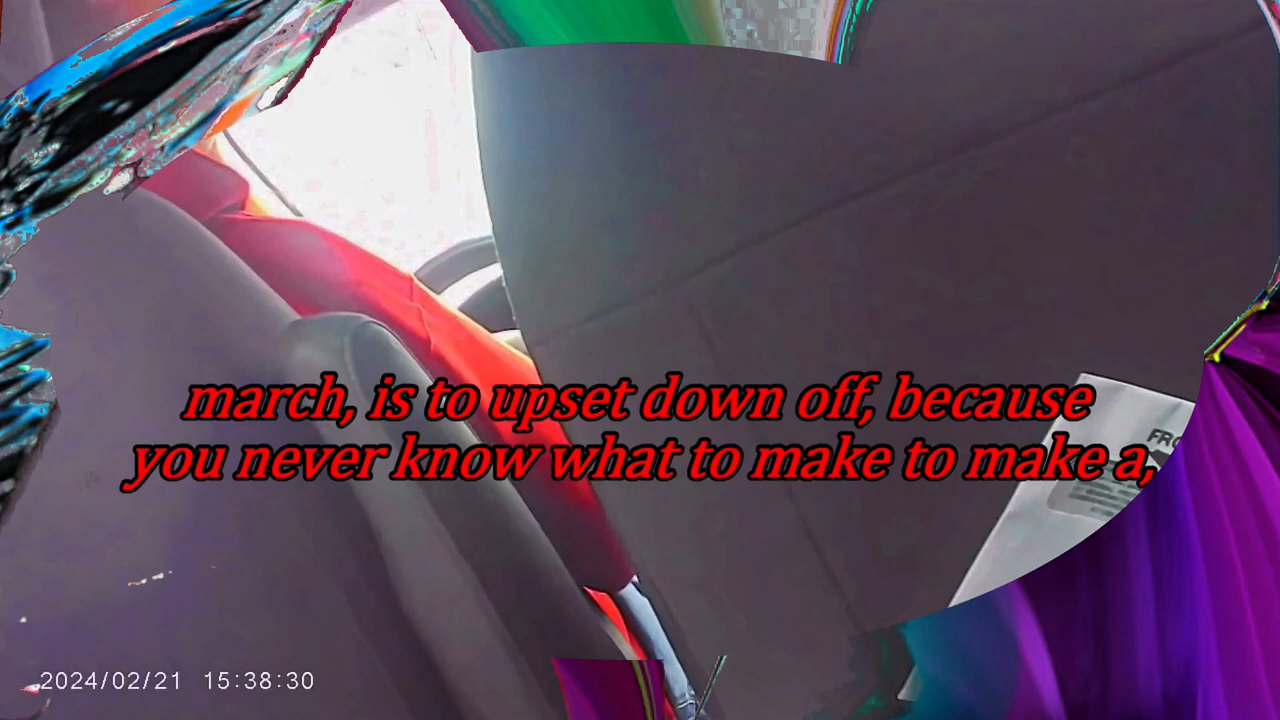 march, is to upset down off, because
you never know what to make to make a,
2024/02/21 15:38:30